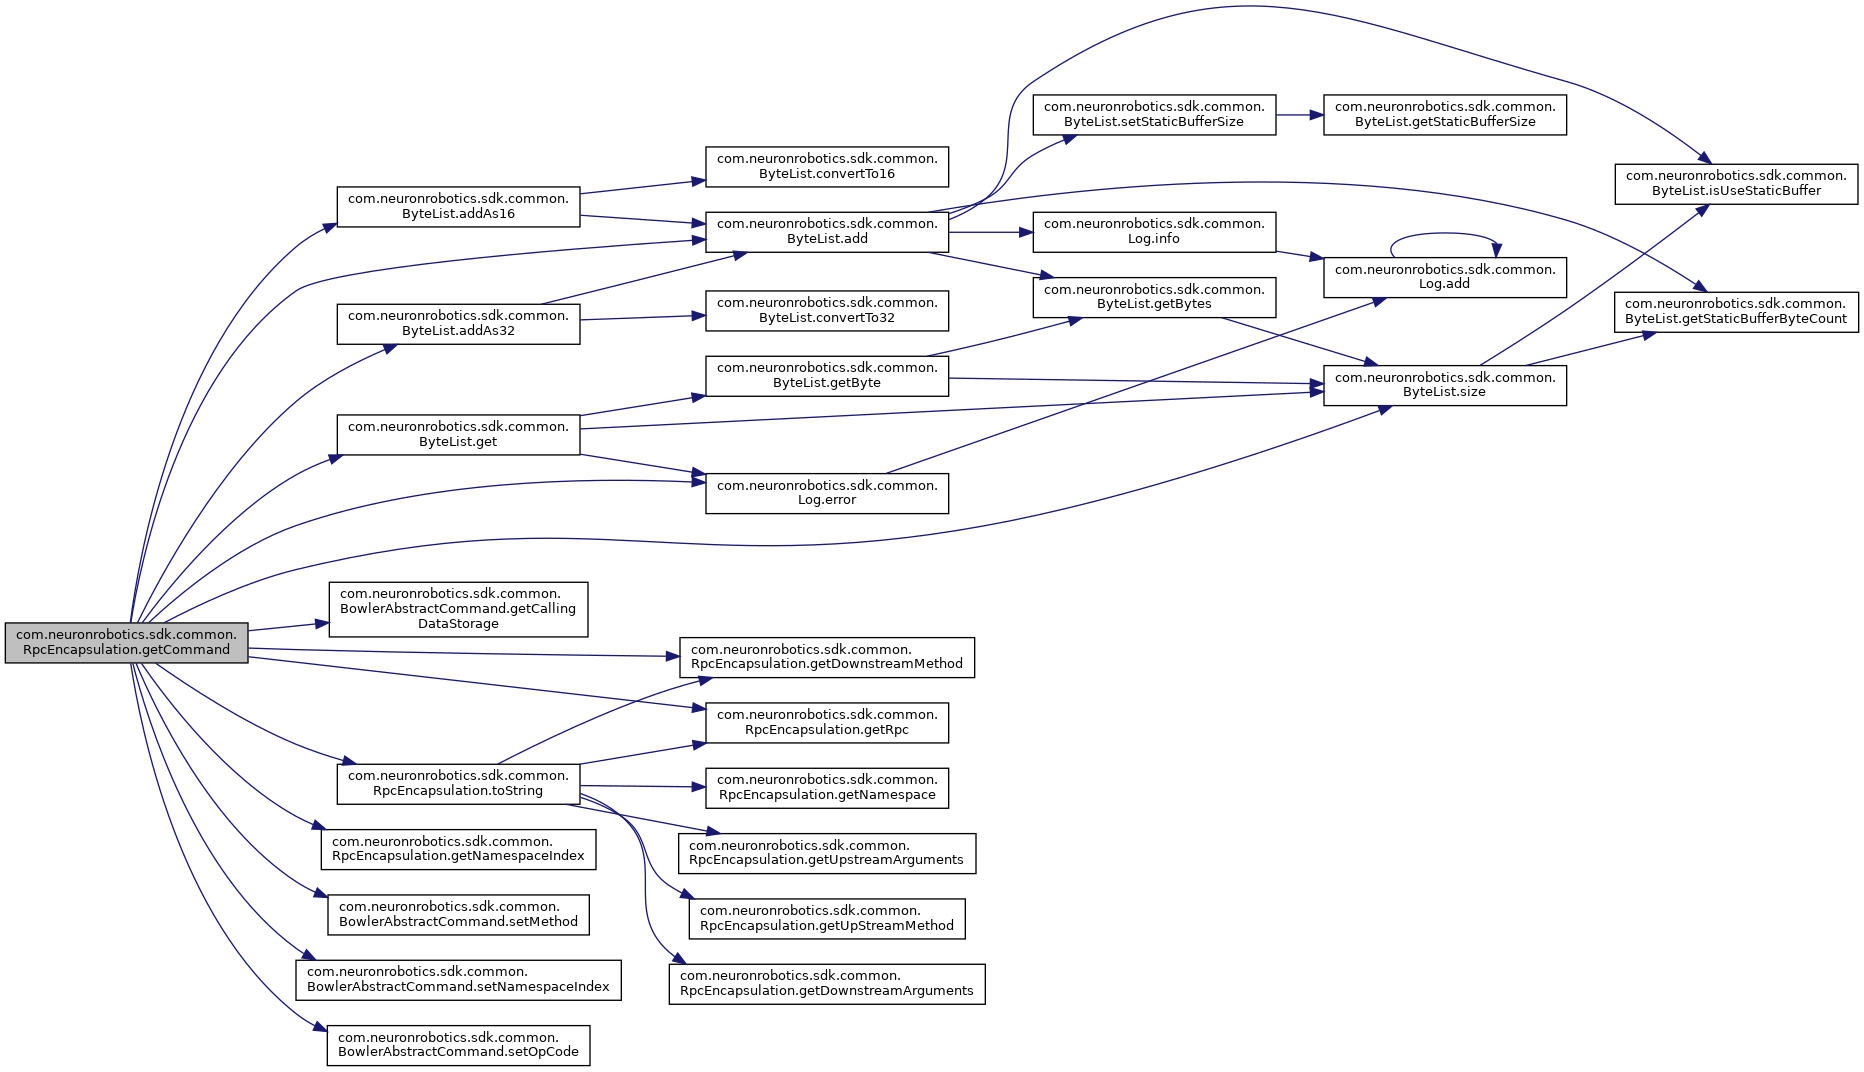 com.neuronrobotics.sdk.common.
RpcEncapsulation.getCommand
com.neuronrobotics.sdk.common.
ByteList.addAs16
com.neuronrobotics.sdk.common.
ByteList.addAs32
com.neuronrobotics.sdk.common.
ByteList.get
com.neuronrobotics.sdk.common.
BowlerAbstractCommand.getCalling
DataStorage
com.neuronrobotics.sdk.common.
RpcEncapsulation.toString
com.neuronrobotics.sdk.common.
RpcEncapsulation.getNamespaceIndex
com.neuronrobotics.sdk.common.
BowlerAbstractCommand.setMethod
com.neuronrobotics.sdk.common.
BowlerAbstractCommand.setNamespaceIndex
com.neuronrobotics.sdk.common.
BowlerAbstractCommand.setOpCode
com.neuronrobotics.sdk.common.
ByteList.convertTo16
com.neuronrobotics.sdk.common.
ByteList.add
com.neuronrobotics.sdk.common.
ByteList.convertTo32
com.neuronrobotics.sdk.common.
ByteList.getByte
com.neuronrobotics.sdk.common.
Log.error
com.neuronrobotics.sdk.common.
RpcEncapsulation.getDownstreamMethod
com.neuronrobotics.sdk.common.
RpcEncapsulation.getRpc
com.neuronrobotics.sdk.common.
RpcEncapsulation.getNamespace
com.neuronrobotics.sdk.common.
RpcEncapsulation.getUpstreamArguments
com.neuronrobotics.sdk.common.
RpcEncapsulation.getUpStreamMethod
com.neuronrobotics.sdk.common.
RpcEncapsulation.getDownstreamArguments
com.neuronrobotics.sdk.common.
ByteList.setStaticBufferSize
com.neuronrobotics.sdk.common.
Log.info
com.neuronrobotics.sdk.common.
ByteList.getBytes
com.neuronrobotics.sdk.common.
ByteList.getStaticBufferSize
com.neuronrobotics.sdk.common.
Log.add
com.neuronrobotics.sdk.common.
ByteList.size
com.neuronrobotics.sdk.common.
ByteList.isUseStaticBuffer
com.neuronrobotics.sdk.common.
ByteList.getStaticBufferByteCount